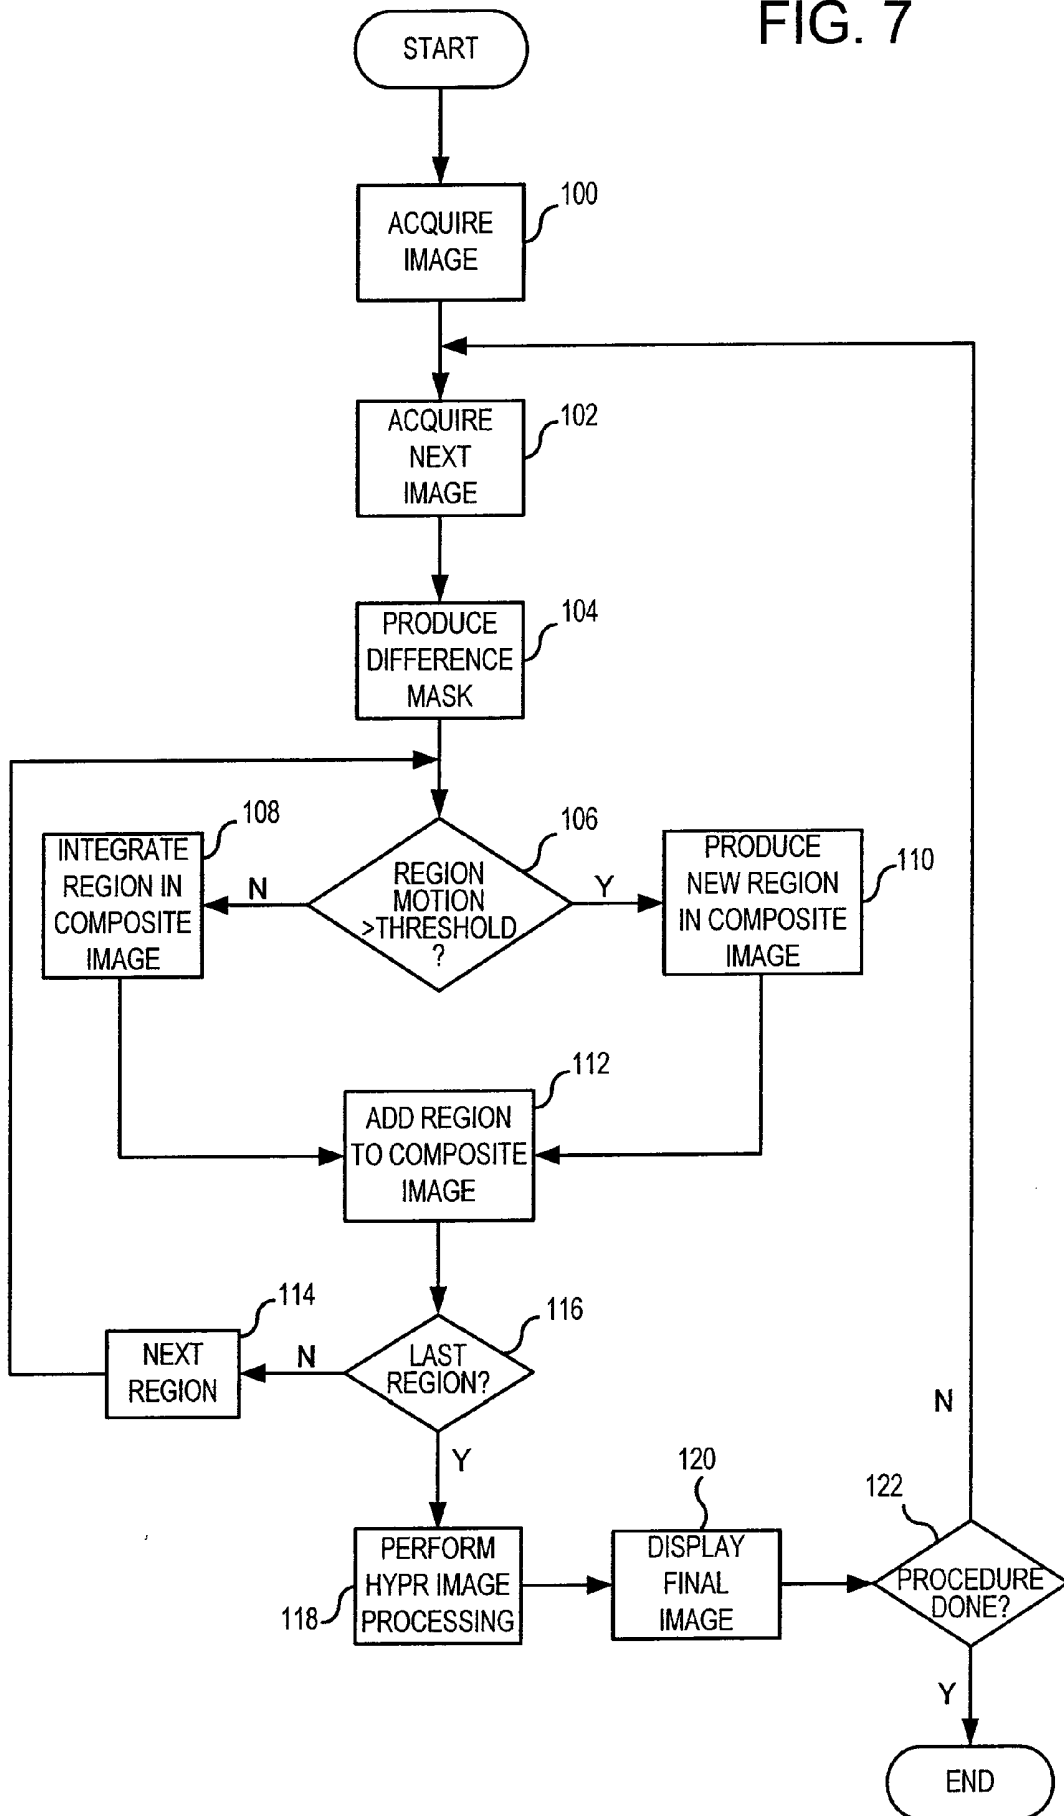 FIG. 7
START
100
ACQUIRE
IMAGE
102
ACQUIRE
NEXT
IMAGE
104
PRODUCE
DIFFERENCE
MASK
108
INTEGRATE
REGION IN
COMPOSITE
IMAGE
N
106
REGION
MOTION
>THRESHOLD
?
Y
110
PRODUCE
NEW REGION
IN COMPOSITE
IMAGE
112
ADD REGION
TO COMPOSITE
IMAGE
114
NEXT
REGION
N
116
LAST
REGION?
Y
118
PERFORM
HYPR IMAGE
PROCESSING
120
DISPLAY
FINAL
IMAGE
122
PROCEDURE
DONE?
N
Y
END